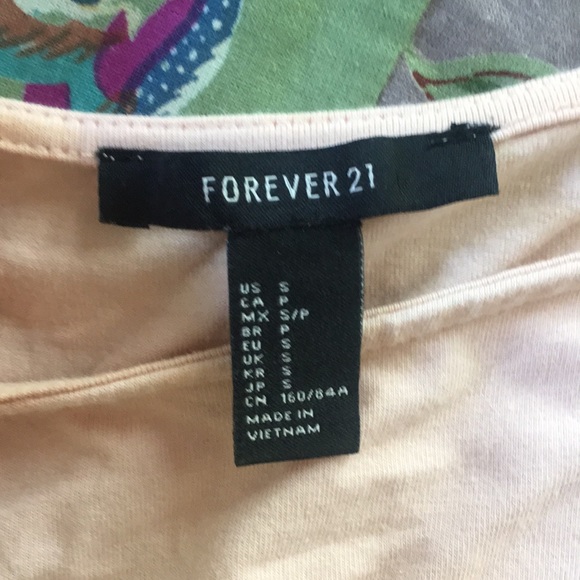 FOREVER 21
US S
CA P
MX S/P
BR P
EU S
UK S
KR S
JP S
CN 160/84A
MADE IN
VIETNAM